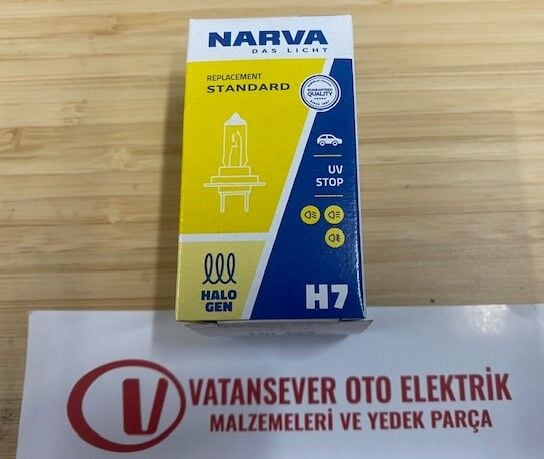 NARVA
DAS LICHT
REPLACEMENT
STANDARD
GUARANTEED
QUALITY
UV
STOP
HALO
GEN
H7
VATANSEVER OTO ELEKTRİK
MALZEMELERİ VE YEDEK PARÇA